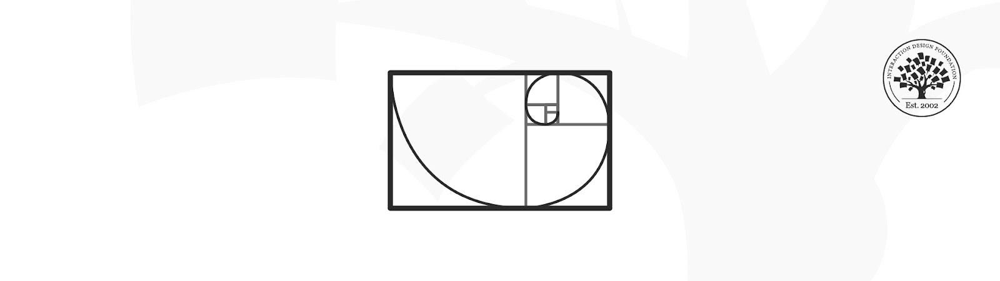 INTERACTION DESIGN FOUNDATION
Est. 2002